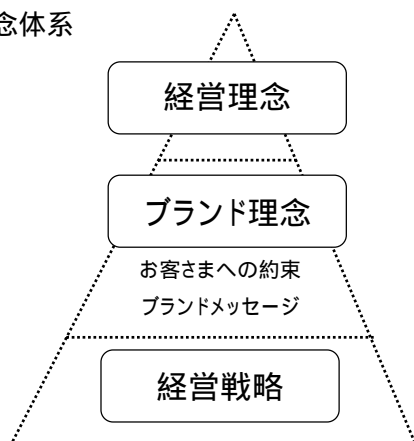 念体系
経営理念
ブランド理念
お客さまへの約束
ブランドメッセージ
経営戦略